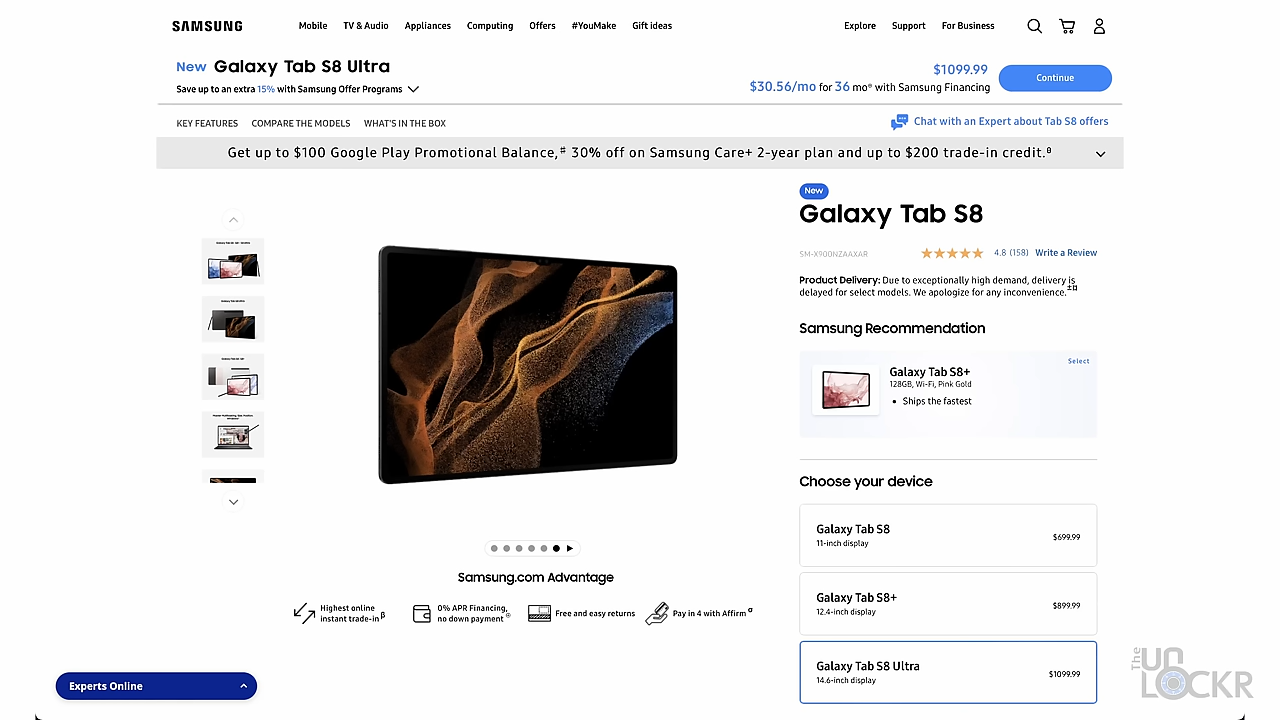 SAMSUNG
Mobile TV & Audio Appliances Computing Offers #YouMake Gift ideas
Explore Support For Business
New Galaxy Tab S8 Ultra
Save up to an extra 15% with Samsung Offer Programs
$1099.99
$30.56/mo for 36 mo° with Samsung Financing
Continue
KEY FEATURES COMPARE THE MODELS WHAT'S IN THE BOX
Chat with an Expert about Tab S8 offers
Get up to $100 Google Play Promotional Balance,⧧ 30% off on Samsung Care+ 2-year plan and up to $200 trade-in credit.θ
New
Galaxy Tab S8
SM-X900NZAAXAR
4.8 (158) Write a Review
Product Delivery: Due to exceptionally high demand, delivery is
delayed for select models. We apologize for any inconvenience.±¤
Samsung Recommendation
Select
Galaxy Tab S8+
128GB, Wi-Fi, Pink Gold
• Ships the fastest
Choose your device
Galaxy Tab S8
11-inch display
$699.99
Galaxy Tab S8+
12.4-inch display
$899.99
Galaxy Tab S8 Ultra
14.6-inch display
$1099.99
Samsung.com Advantage
Highest online
instant trade-in β
0% APR Financing,
no down payment⊕
Free and easy returns
Pay in 4 with Affirm α
Experts Online
The UNLOCKR